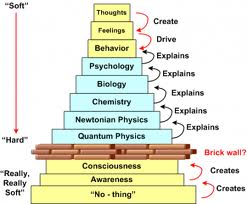 "Soft"
Thoughts
Create
Feelings
Drive
Behavior
Explains
Psychology
Explains
Biology
Explains
Chemistry
Explains
Newtonian Physics
Explains
"Hard"
Quantum Physics
Brick wall?
"Really,
Really
Soft"
Consciousness
Creates
Awareness
Creates
"No - thing"